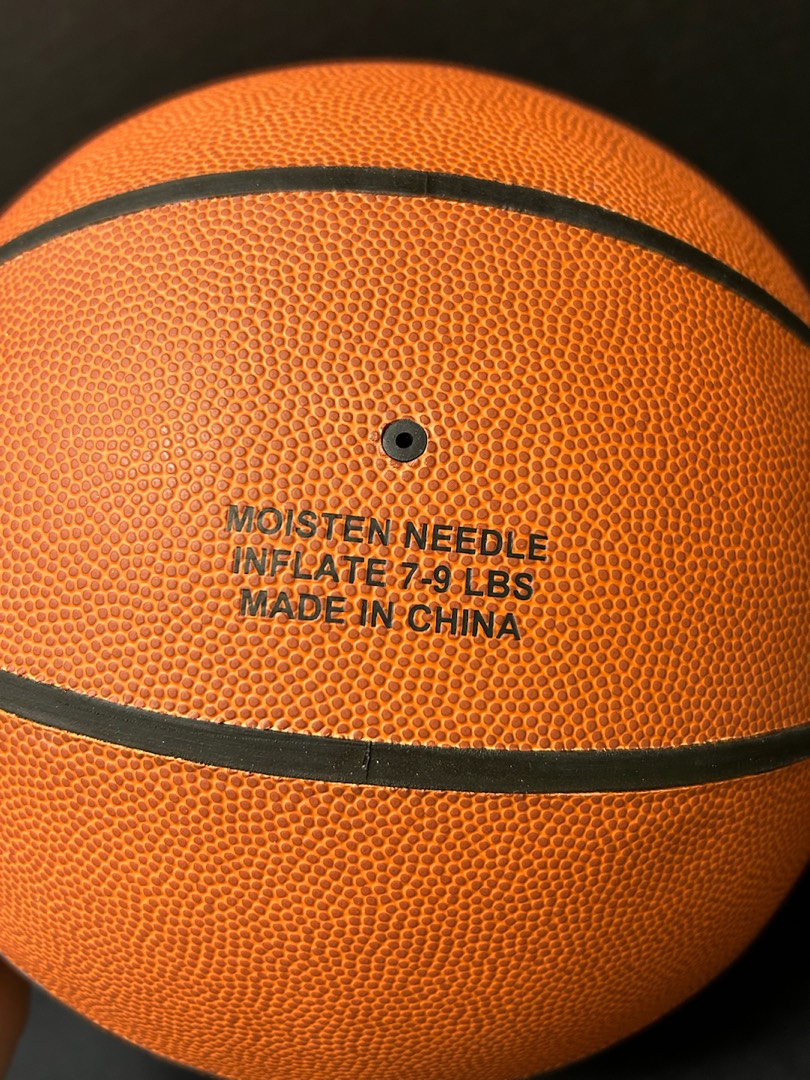 MOISTEN NEEDLE
INFLATE 7-9 LBS
MADE IN CHINA